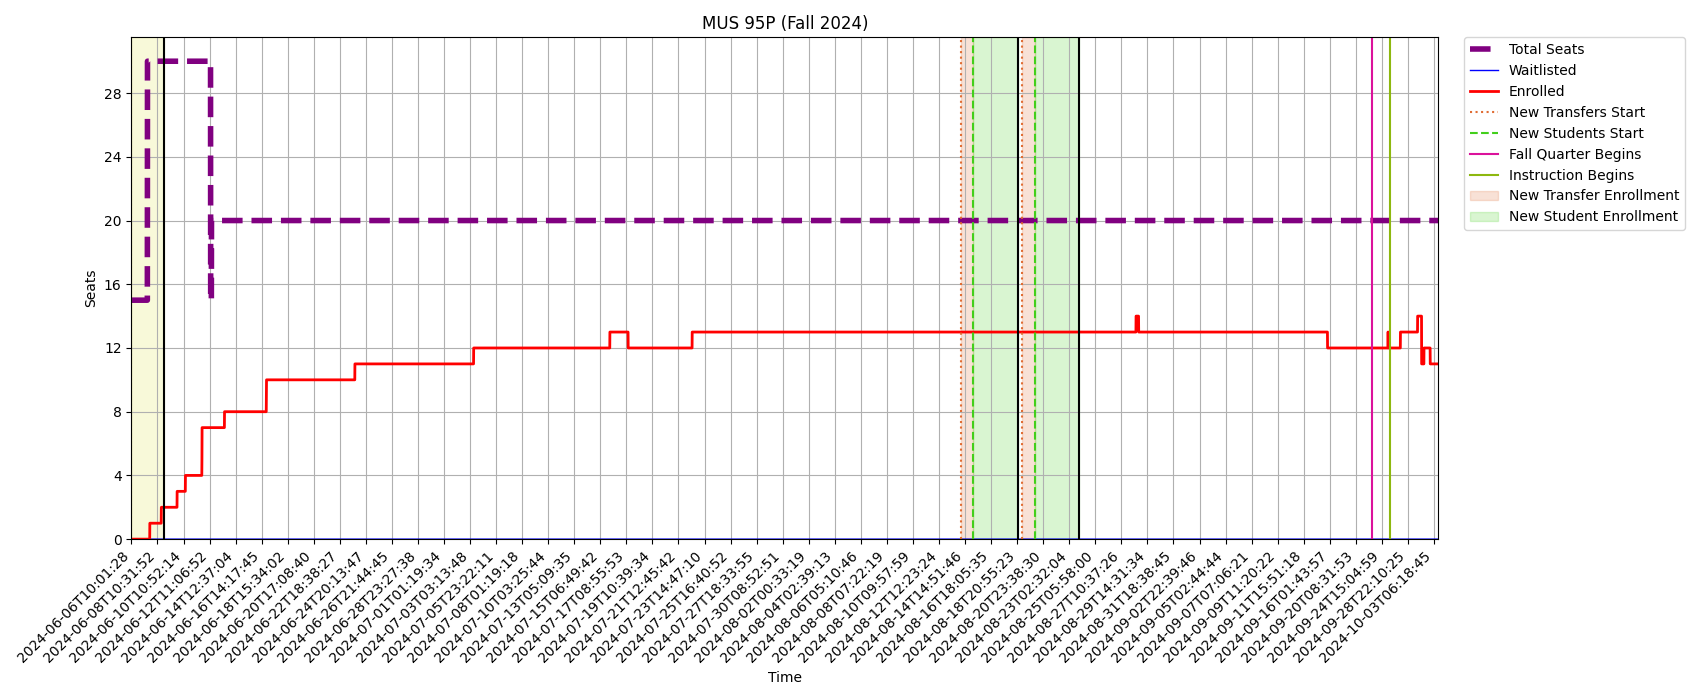 MUS 95P (Fall 2024)
Total Seats
Waitlisted
Enrolled
New Transfers Start
New Students Start
Fall Quarter Begins
Instruction Begins
New Transfer Enrollment
New Student Enrollment
Seats
28
24
20
16
12
8
4
0
2024-06-06T10:01:28
2024-06-08T10:31:52
2024-06-10T10:52:14
2024-06-12T11:06:52
2024-06-14T12:37:04
2024-06-16T14:17:45
2024-06-18T15:34:02
2024-06-20T17:08:40
2024-06-22T18:38:27
2024-06-24T20:13:47
2024-06-26T21:44:45
2024-06-28T23:27:38
2024-07-01T01:19:34
2024-07-03T03:13:48
2024-07-05T23:22:11
2024-07-08T01:19:18
2024-07-10T03:25:44
2024-07-13T05:09:35
2024-07-15T06:49:42
2024-07-17T08:55:53
2024-07-19T10:39:34
2024-07-21T12:45:42
2024-07-23T14:47:10
2024-07-25T16:40:52
2024-07-27T18:33:55
2024-07-30T08:52:51
2024-08-02T00:33:19
2024-08-04T02:39:13
2024-08-06T05:10:46
2024-08-08T07:22:19
2024-08-10T09:57:59
2024-08-12T12:23:24
2024-08-14T14:51:46
2024-08-16T18:05:35
2024-08-18T20:55:23
2024-08-20T23:38:30
2024-08-23T02:32:04
2024-08-25T05:58:00
2024-08-27T10:37:26
2024-08-29T14:31:34
2024-08-31T18:38:45
2024-09-02T22:39:46
2024-09-05T02:44:44
2024-09-07T07:06:21
2024-09-09T11:20:22
2024-09-11T15:51:18
2024-09-16T01:43:57
2024-09-20T08:31:53
2024-09-24T15:04:59
2024-09-28T22:10:25
2024-10-03T06:18:45
Time